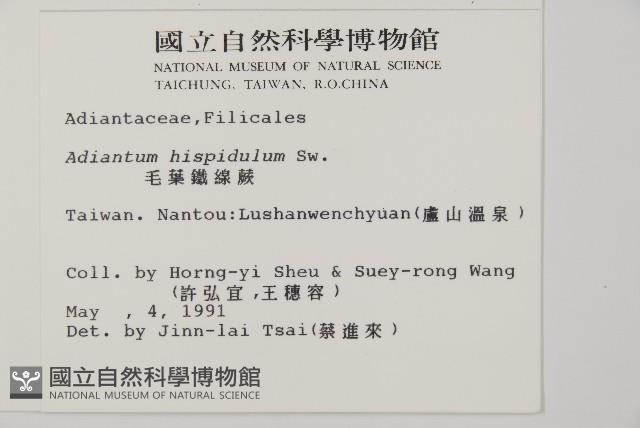 國立自然科學博物館
NATIONAL MUSEUM OF NATURAL SCIENCE
TAICHUNG, TAIWAN, R.O.CHINA
Adiantaceae,Filicales
Adiantum hispidulum Sw.
毛葉鐵線蕨
Taiwan. Nantou:Lushanwenchyuan(廬山溫泉)
Coll. by Horng-yi Sheu & Suey-rong Wang
(許弘宜,王穗容)
May , 4, 1991
Det. by Jinn-lai Tsai(蔡進來)
國立自然科學博物館
NATIONAL MUSEUM OF NATURAL SCIENCE